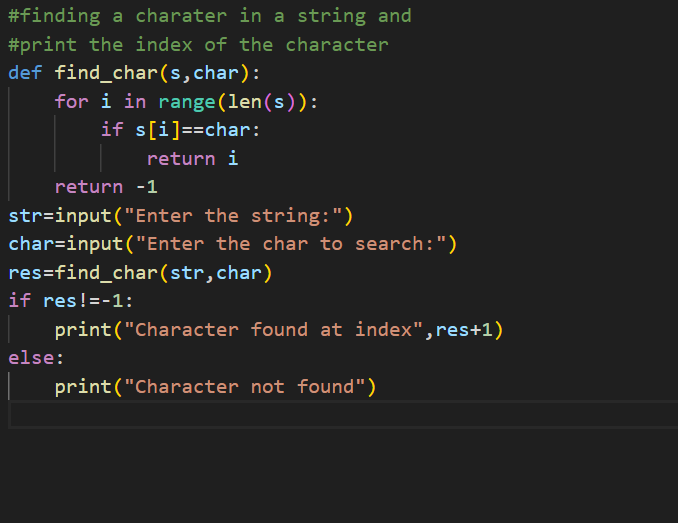 #finding a charater in a string and
#print the index of the character
def find_char(s,char):
    for i in range(len(s)):
        if s[i]==char:
            return i
    return -1
str=input("Enter the string:")
char=input("Enter the char to search:")
res=find_char(str,char)
if res!=-1:
    print("Character found at index",res+1)
else:
    print("Character not found")